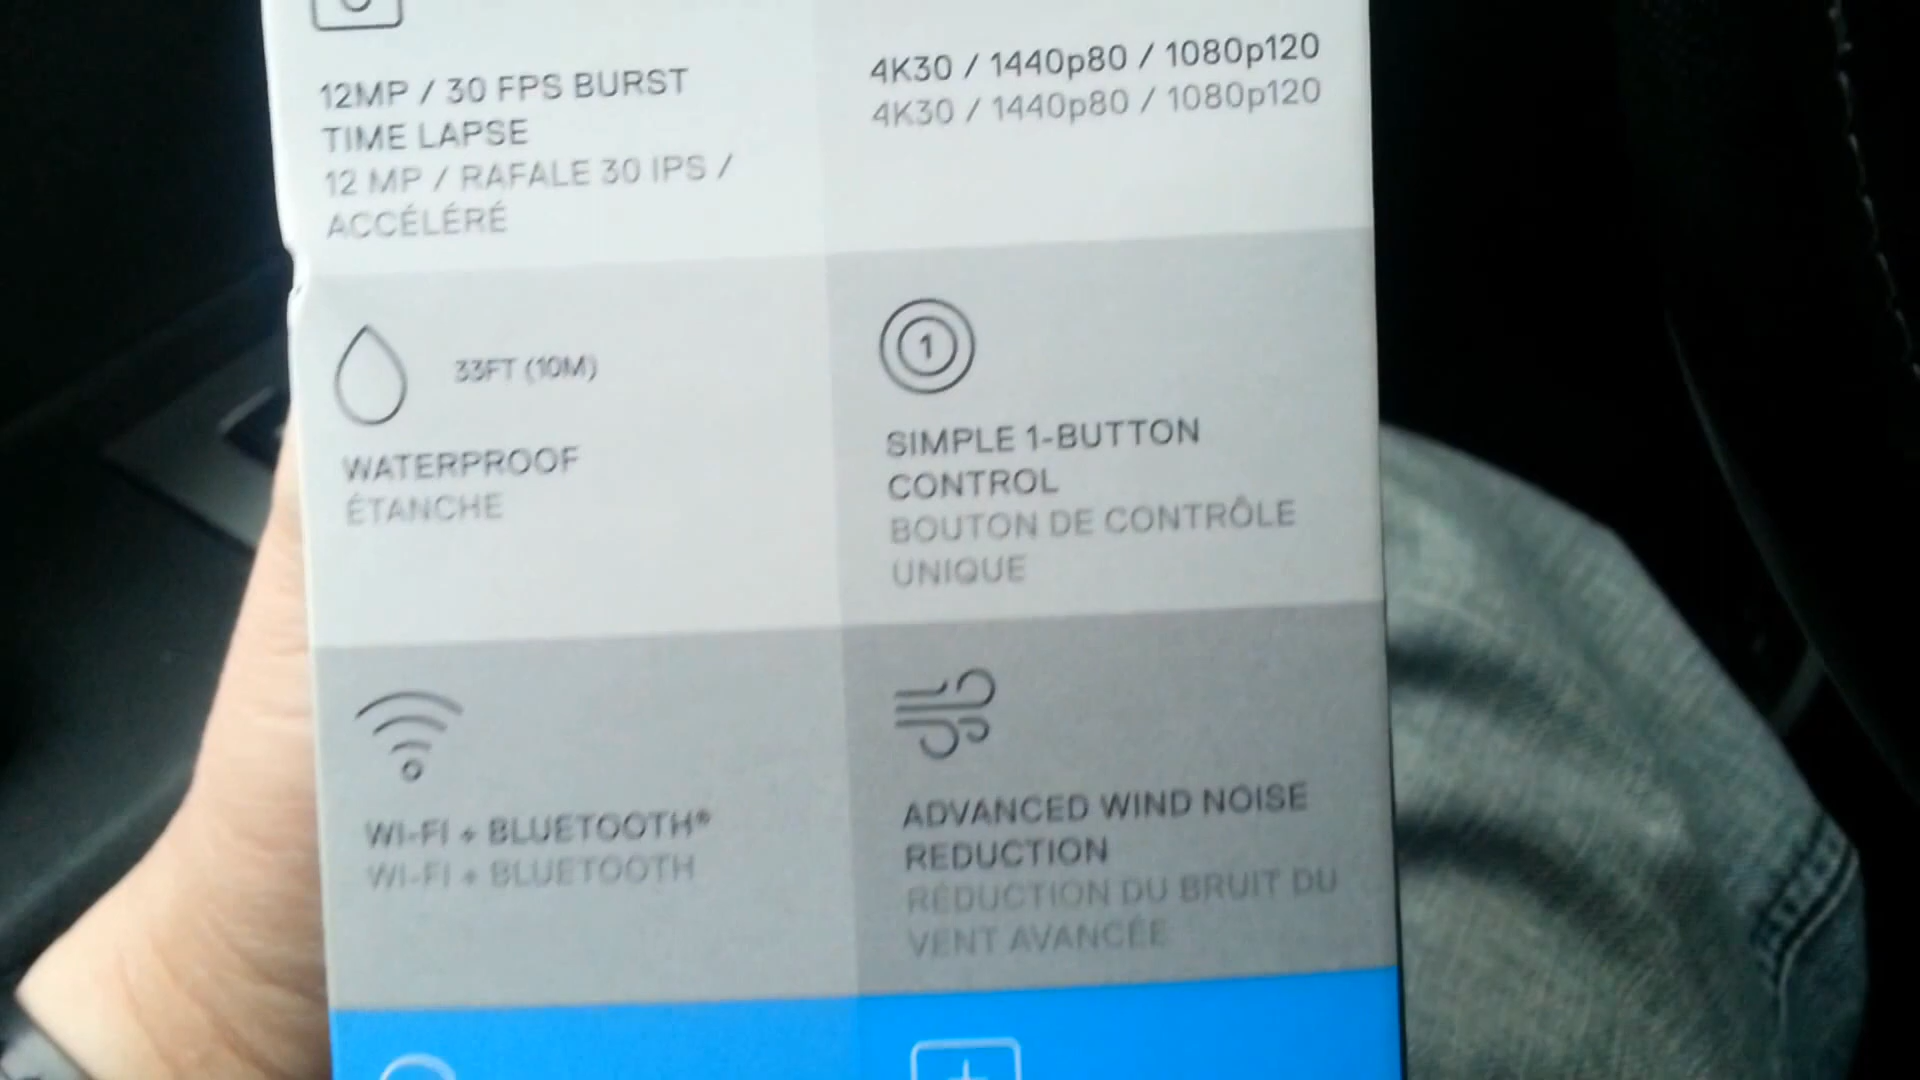 12MP / 30 FPS BURST
TIME LAPSE
12 MP / RAFALE 30 IPS /
ACCÉLÉRÉ
4K30 / 1440p80 / 1080p120
4K30 / 1440p80 / 1080p120
33FT (10M)
WATERPROOF
ÉTANCHE
1
SIMPLE 1-BUTTON
CONTROL
BOUTON DE CONTRÔLE
UNIQUE
WI-FI + BLUETOOTH®
WI-FI + BLUETOOTH
ADVANCED WIND NOISE
REDUCTION
RÉDUCTION DU BRUIT DU
VENT AVANCÉE